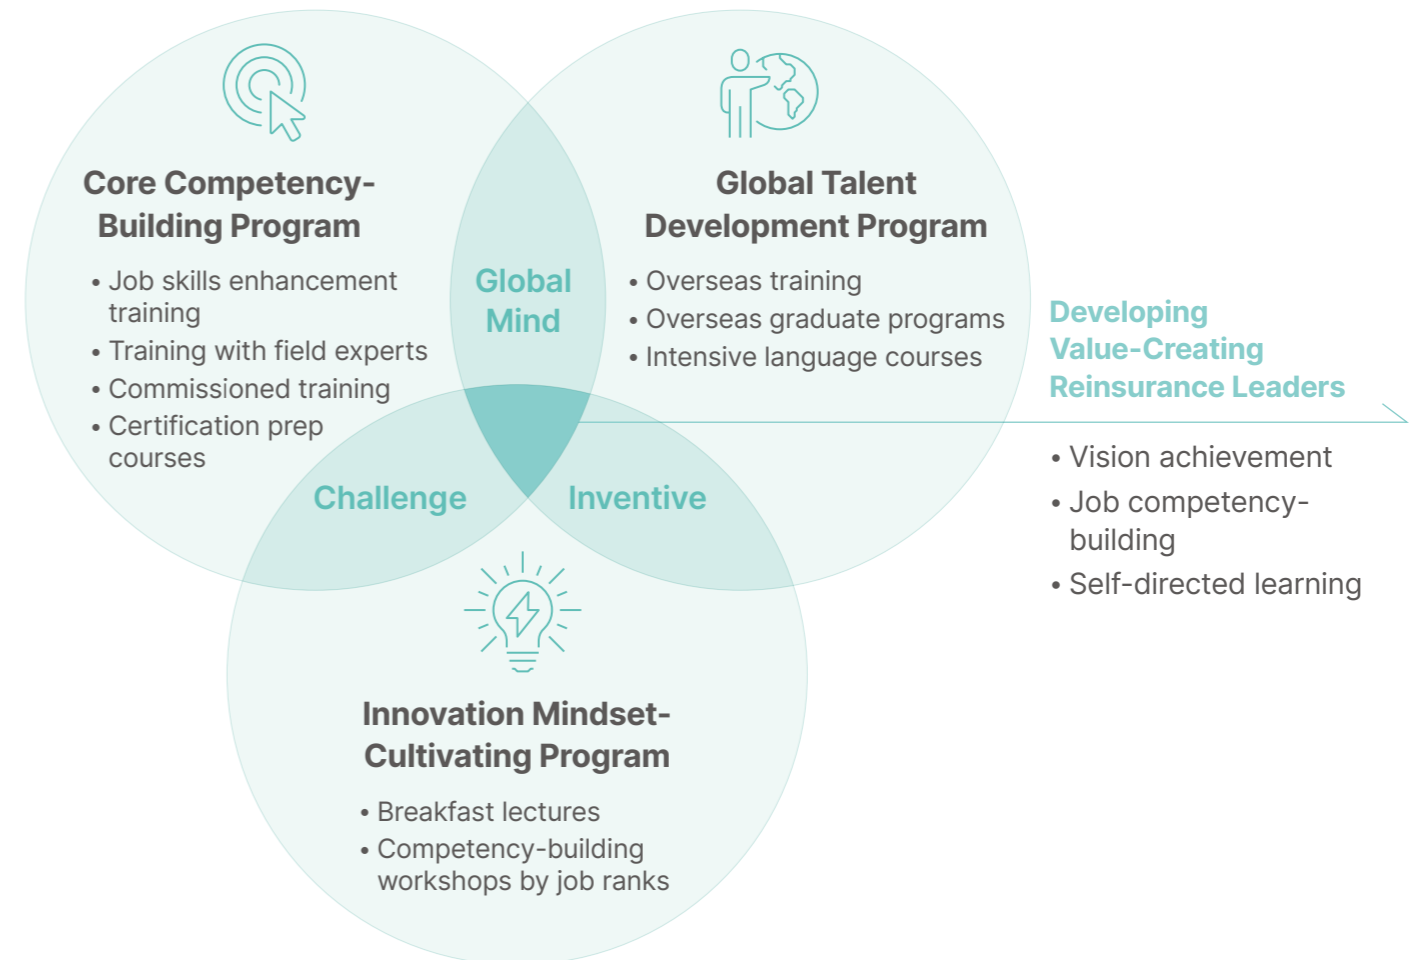 Core Competency-
Building Program
• Job skills enhancement
training
• Training with field experts
• Commissioned training
• Certification prep
courses
Global
Mind
Global Talent
Development Program
• Overseas training
• Overseas graduate programs
• Intensive language courses
Challenge
Inventive
Innovation Mindset-
Cultivating Program
• Breakfast lectures
• Competency-building
workshops by job ranks
Developing
Value-Creating
Reinsurance Leaders
• Vision achievement
• Job competency-
building
• Self-directed learning